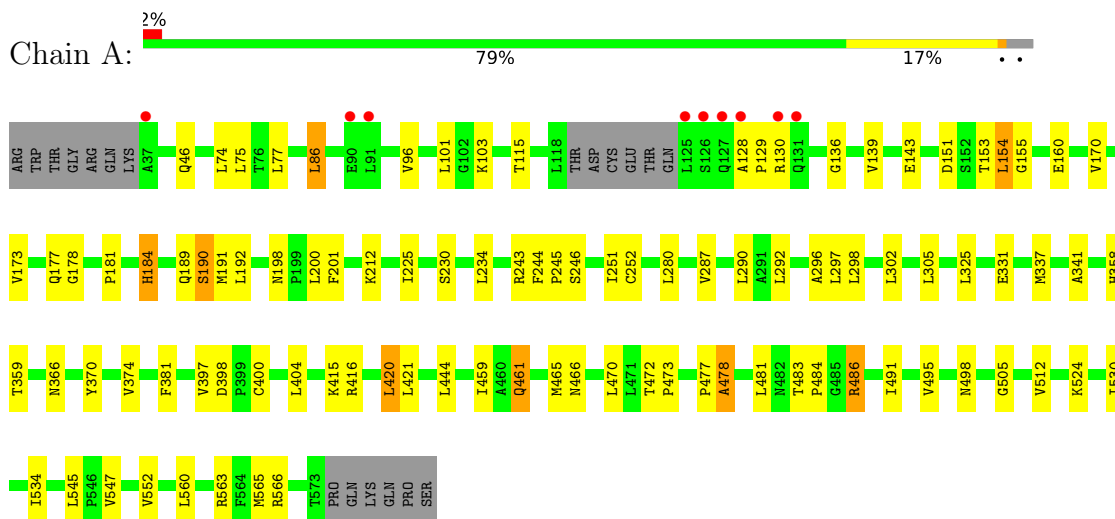 2%
Chain A:
79% 17% • •
ARG TRP THR GLY ARG GLN LYS A37 Q46 L74 L75 T76 L77 L86 E90 L91 V96 L101 G102 K103 T115 L118 THR ASP CYS GLU THR GLN L125 S126 Q127 A128 P129 R130 Q131 G136 V139 E143 D151 S152 T153 L154 G155 E160 V170
V173 Q177 G178 P181 H184 Q189 S190 M191 L192 N198 P199 L200 F201 K212 I225 S230 L234 R243 F244 P245 S246 I251 C252 L280 V287 L290 A291 L292 A296 L297 L298 L302 L305 L325 E331 M337 A341 H358
T359 N366 Y370 V374 F381 V397 D398 P399 C400 L404 K415 R416 L420 L421 L444 I459 A460 Q461 M465 N466 L470 L471 T472 P473 P477 A478 L481 N482 T483 P484 G485 R486 I491 V495 N498 G505 V512 K524
I534 L545 P546 V547 V552 L560 R563 F564 M565 R566 T573 PRO GLN LYS GLN PRO SER